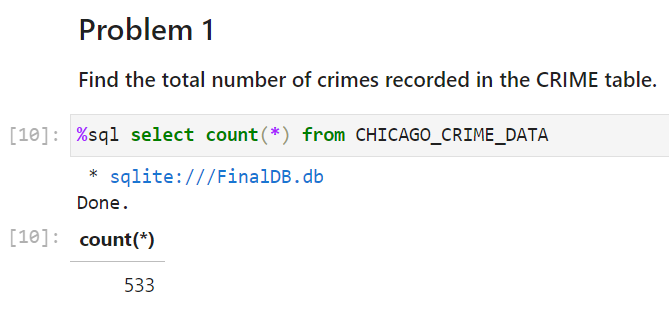 Problem 1
Find the total number of crimes recorded in the CRIME table.
[10]: %sql select count(*) from CHICAGO_CRIME_DATA
* sqlite:///FinalDB.db
Done.
[10]: count(*)
533